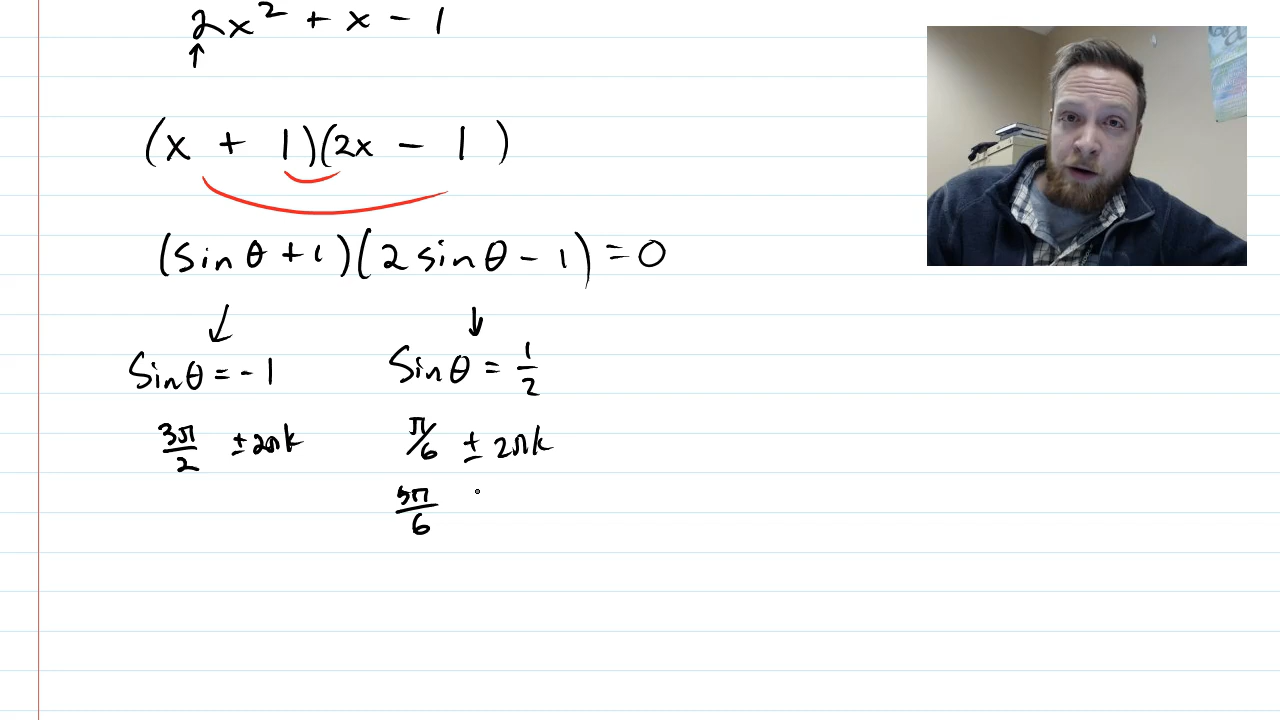 2x² + x - 1
(x + 1)(2x - 1)
(sin θ + 1)(2 sin θ - 1) = 0
Sin θ = -1 Sin θ = 1/2
3π/2 ± 2πk π/6 ± 2πk
5π/6